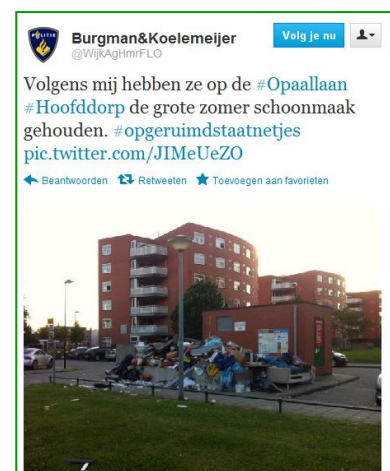 POLITIE
Burgman&Koelemeijer
@WijkAgHmrFLO
Volg je nu
Volgens mij hebben ze op de #Opaallaan
#Hoofddorp de grote zomer schoonmaak
gehouden. #opgeruimdstaatnetjes
pic.twitter.com/JIMeUeZO
Beantwoorden Retweeten Toevoegen aan favorieten